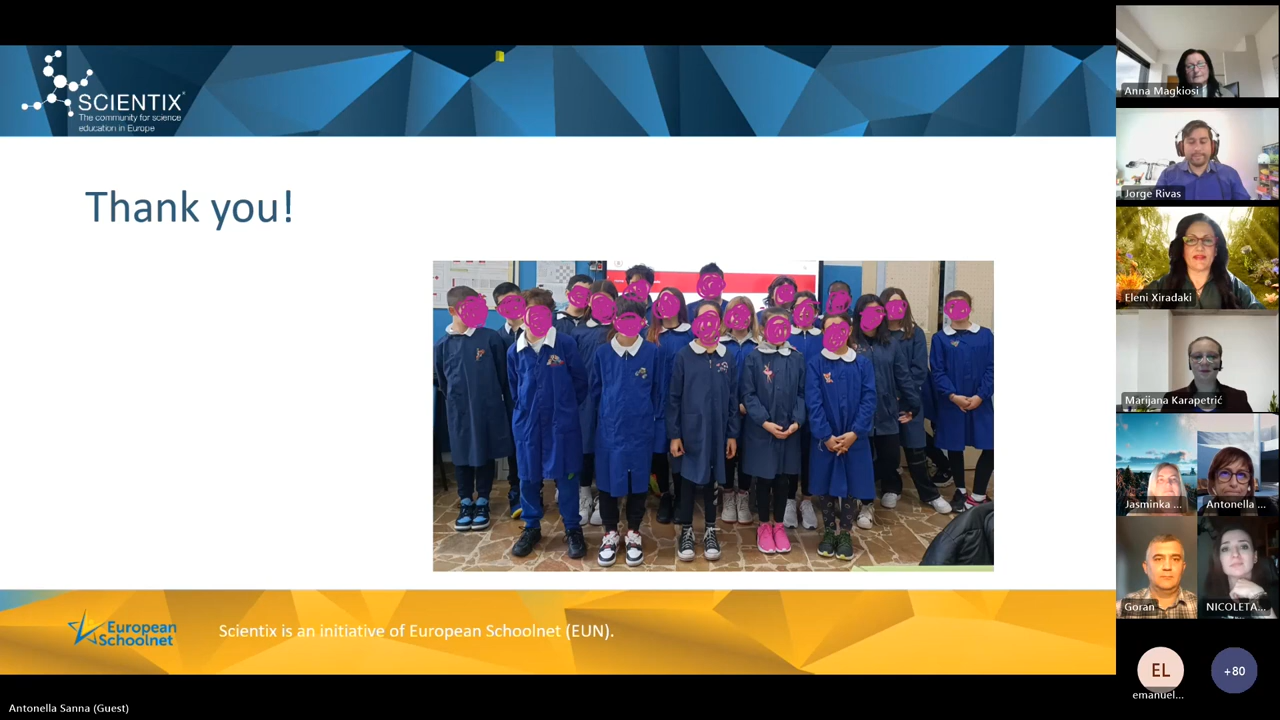 SCIENTIX
The community for science
education in Europe
Thank you!
European
Schoolnet
Scientix is an initiative of European Schoolnet (EUN).
Antonella Sanna (Guest)
Anna Magkiosi
Jorge Rivas
Eleni Xiradaki
Marijana Karapetrić
Jasminka ...
Antonella ...
Goran
NICOLETA...
EL
emanuel...
+80